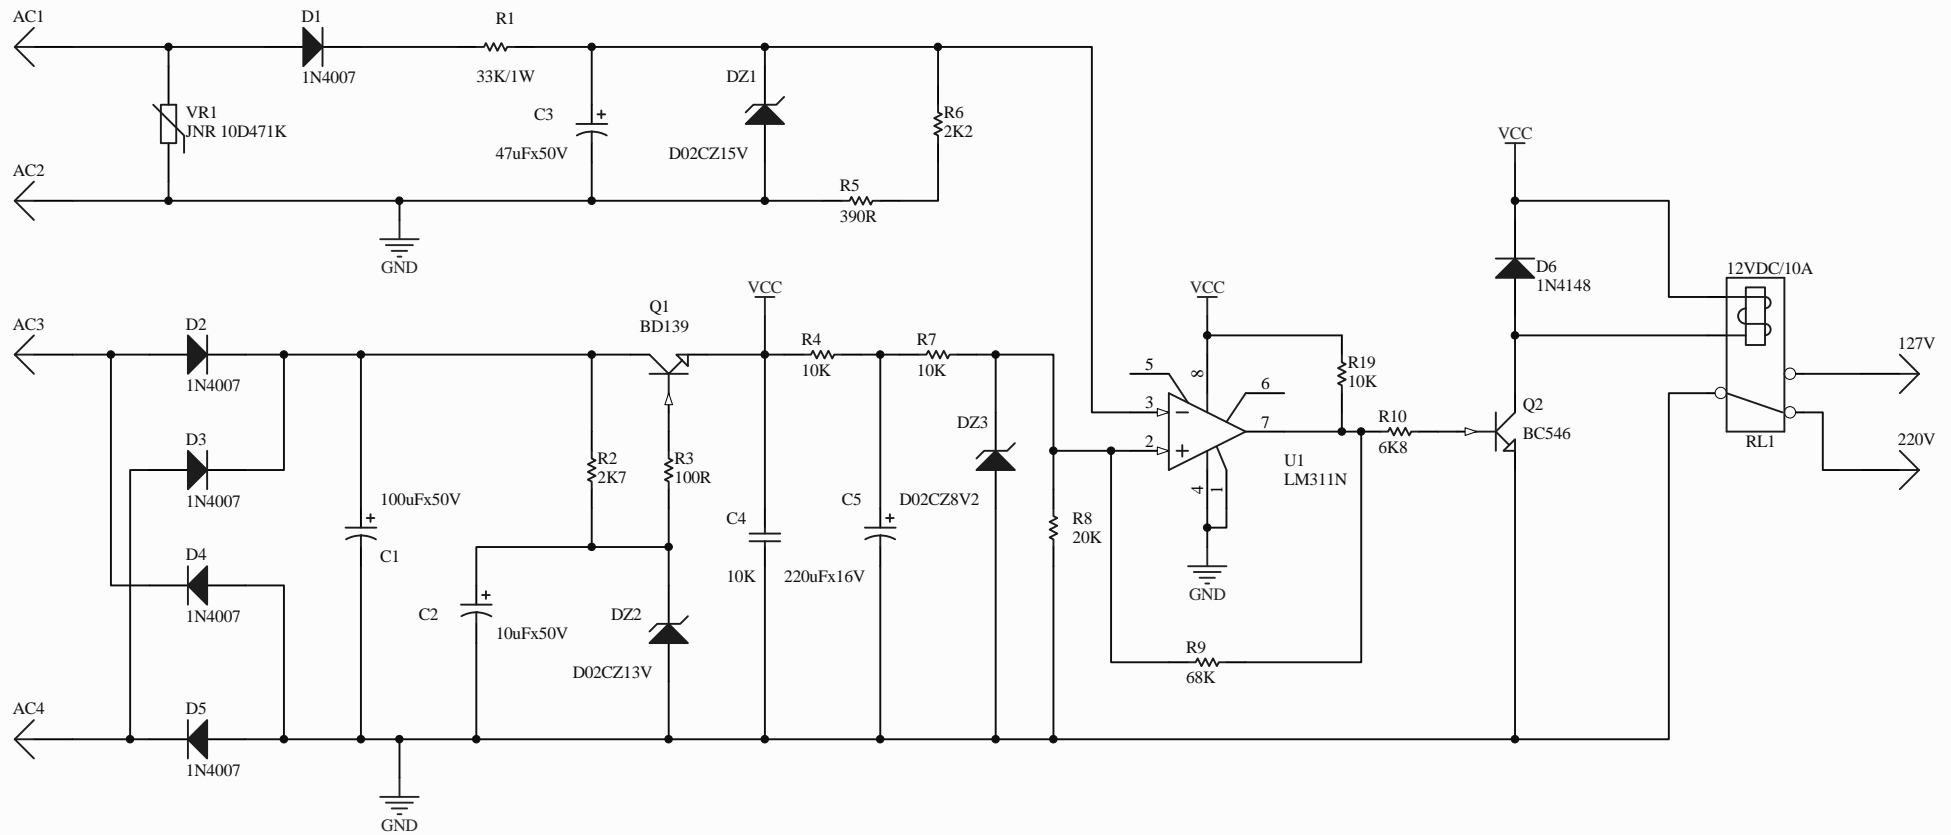 AC1
D1
1N4007
R1
33K/1W
VR1
JNR 10D471K
C3
+
47uFx50V
DZ1
D02CZ15V
R6
2K2
R5
390R
AC2
GND
AC3
D2
1N4007
D3
1N4007
D4
1N4007
AC4
D5
1N4007
GND
100uFx50V
+
C1
C2
+
10uFx50V
R2
2K7
Q1
BD139
R3
100R
DZ2
D02CZ13V
VCC
C4
10K
R4
10K
C5
+
220uFx16V
R7
10K
DZ3
D02CZ8V2
R8
20K
VCC
5
8
6
3
−
2
+
7
4
1
U1
LM311N
GND
R9
68K
R19
10K
R10
6K8
VCC
D6
1N4148
Q2
BC546
12VDC/10A
RL1
127V
220V